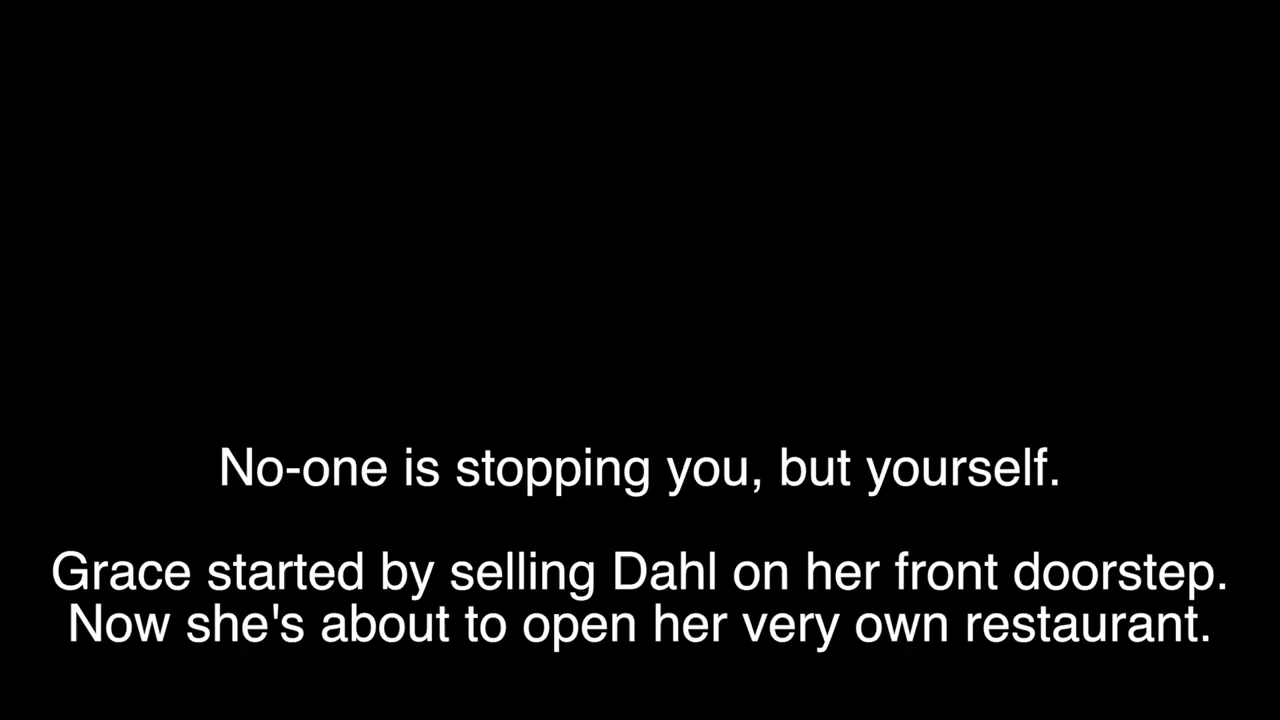 No-one is stopping you, but yourself.
Grace started by selling Dahl on her front doorstep.
Now she's about to open her very own restaurant.